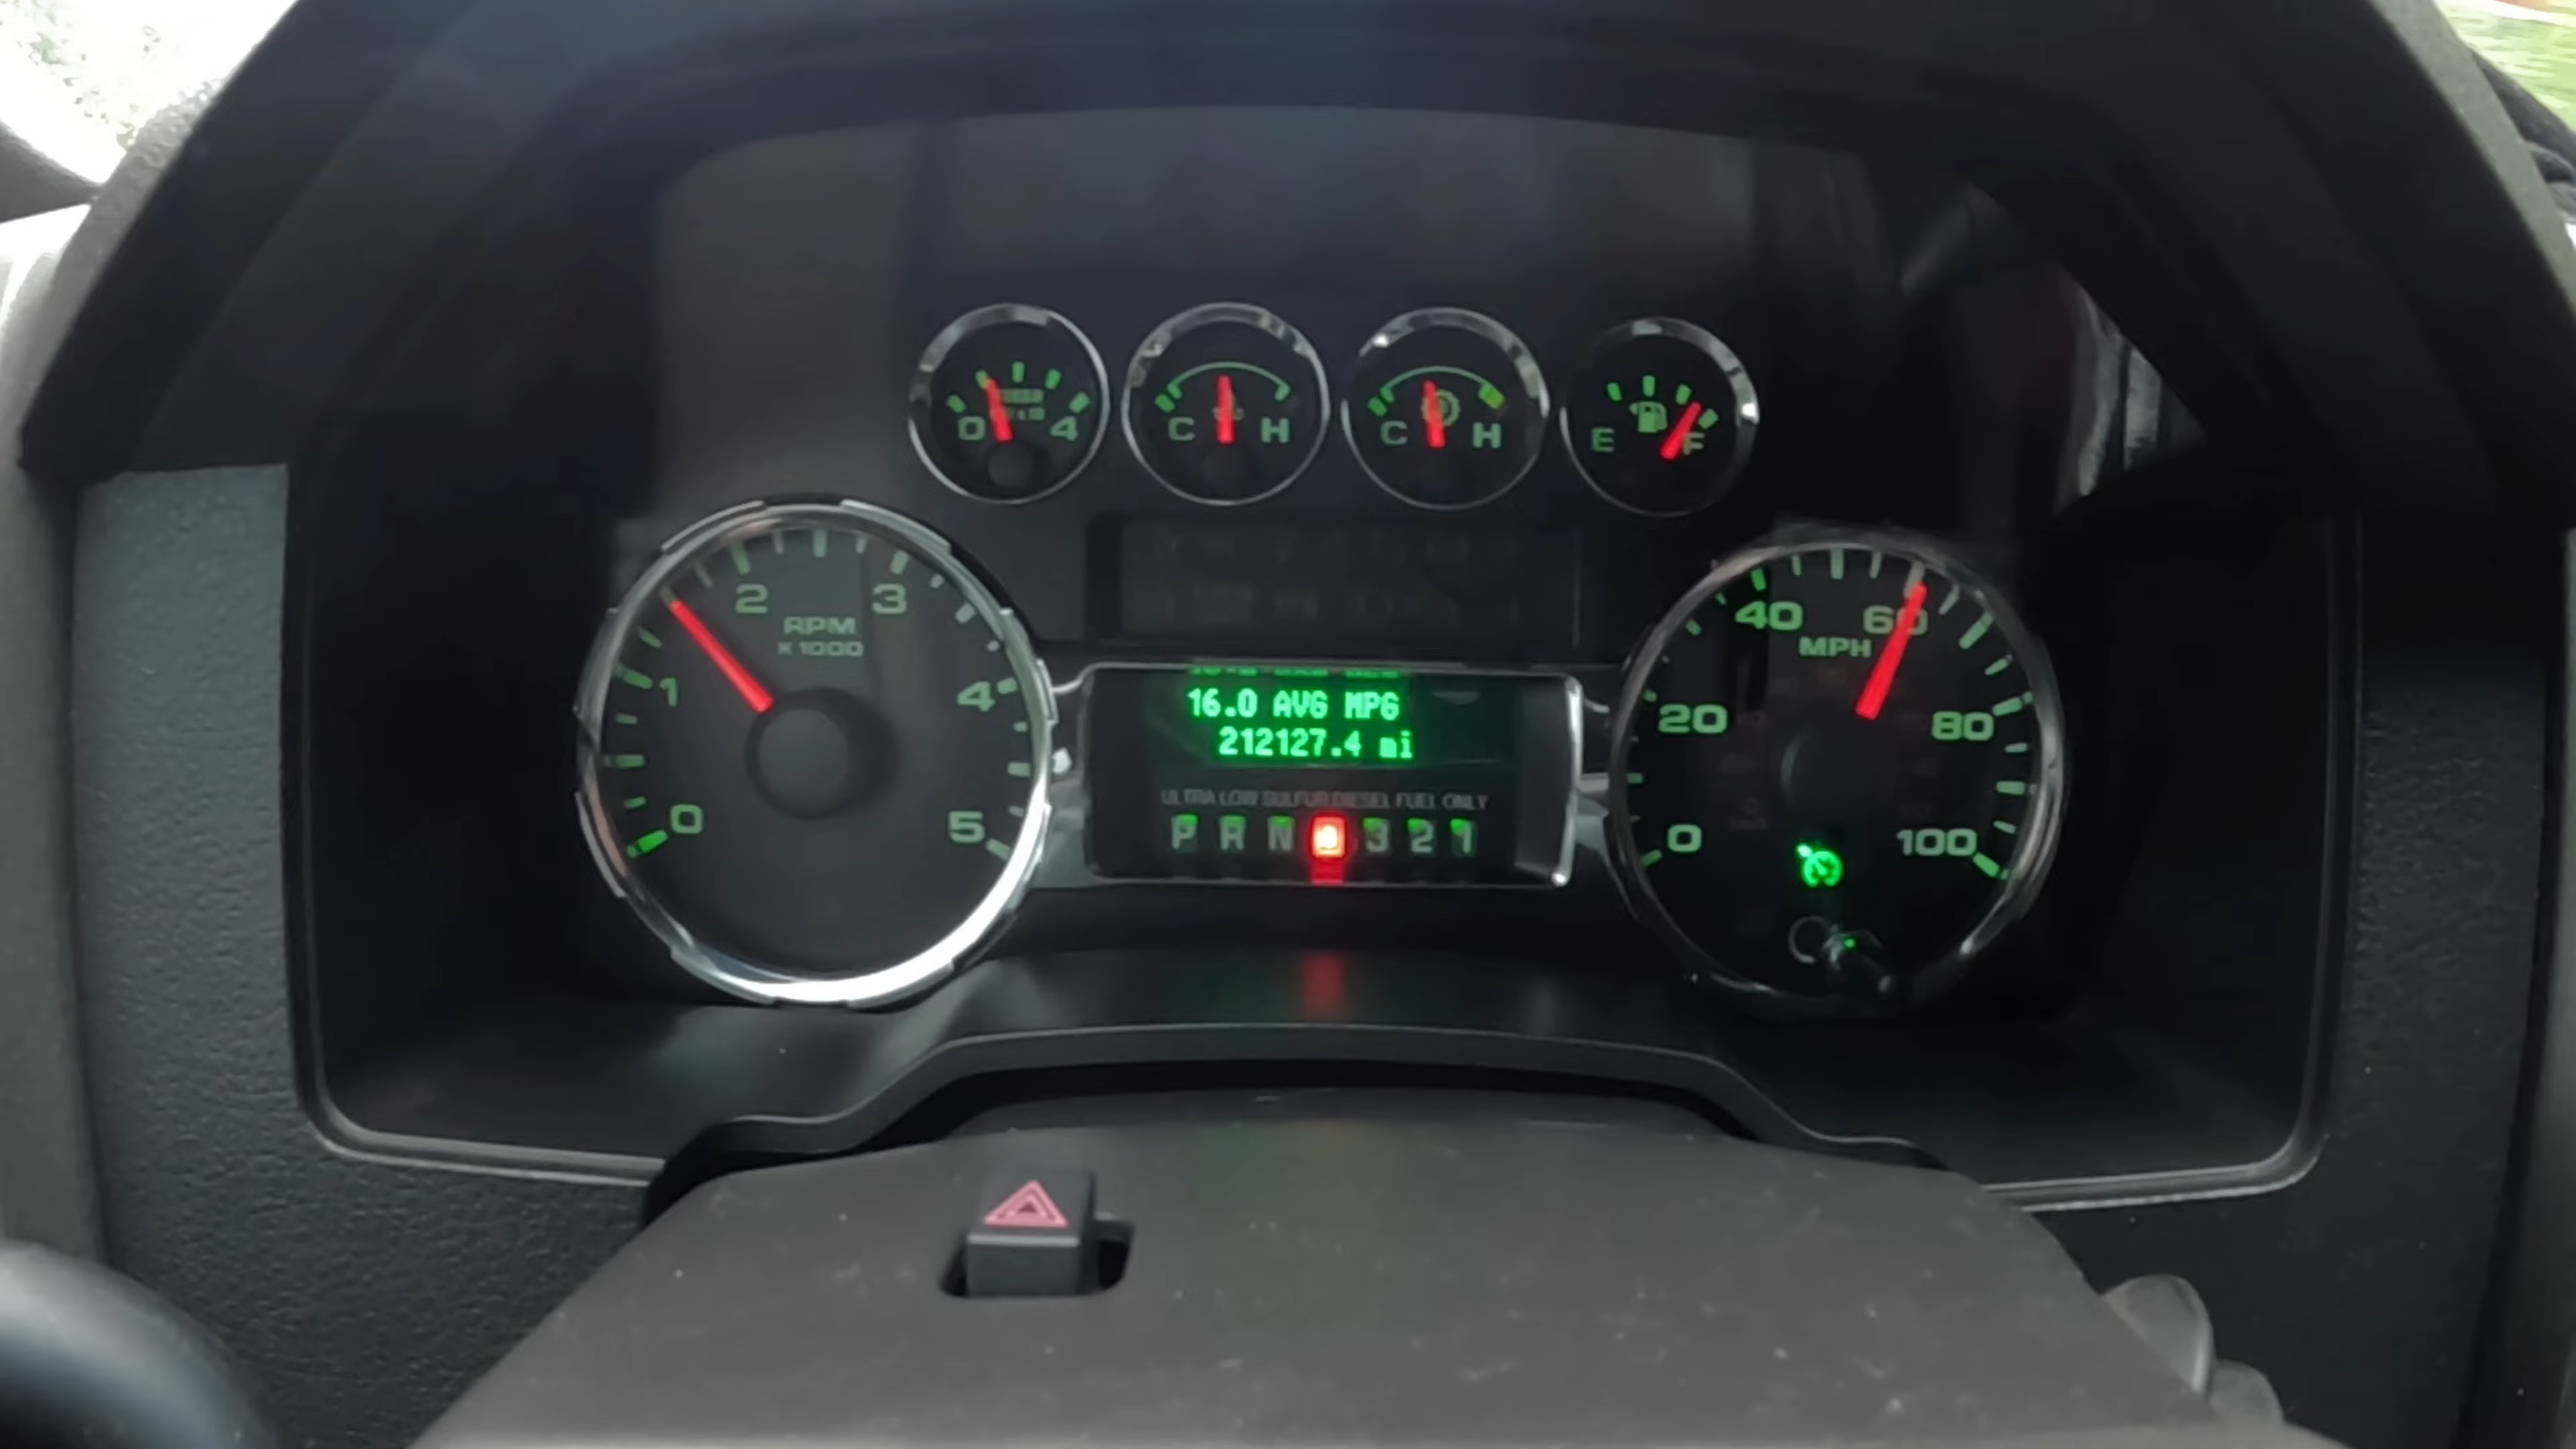 0 4
C H
C H
E F
0 1 2 3 4 5
RPM
X 1000
0 20 40 60 80 100
MPH
16.0 AVG MPG
212127.4 mi
ULTRA LOW SULFUR DIESEL FUEL ONLY
P R N 3 2 1